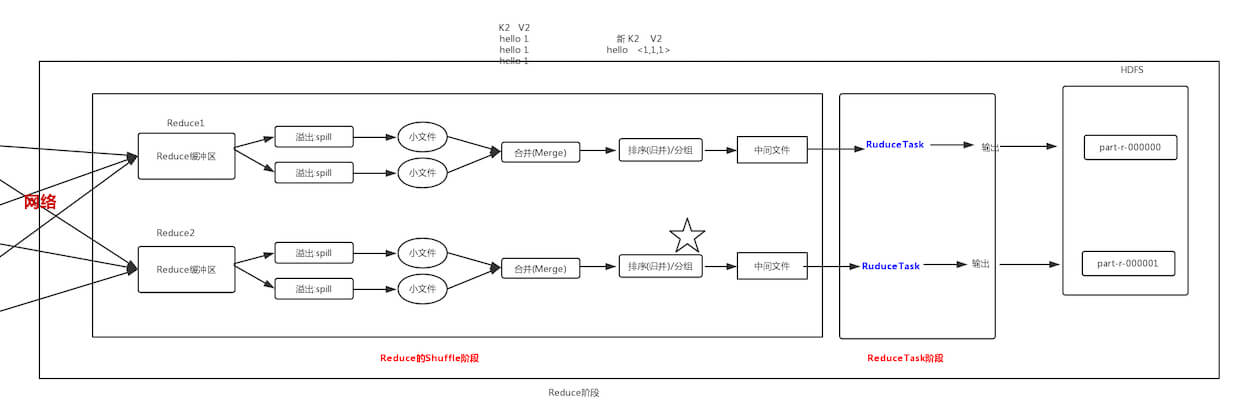 K2 V2
hello 1
hello 1
hello 1
新 K2 V2
hello <1,1,1>
HDFS
Reduce1
Reduce缓冲区
溢出 spill
溢出 spill
小文件
小文件
合并(Merge)
排序(归并)/分组
中间文件
RuduceTask
输出
part-r-000000
网络
Reduce2
Reduce缓冲区
溢出 spill
溢出 spill
小文件
小文件
合并(Merge)
排序(归并)/分组
中间文件
RuduceTask
输出
part-r-000001
Reduce的Shuffle阶段
ReduceTask阶段
Reduce阶段